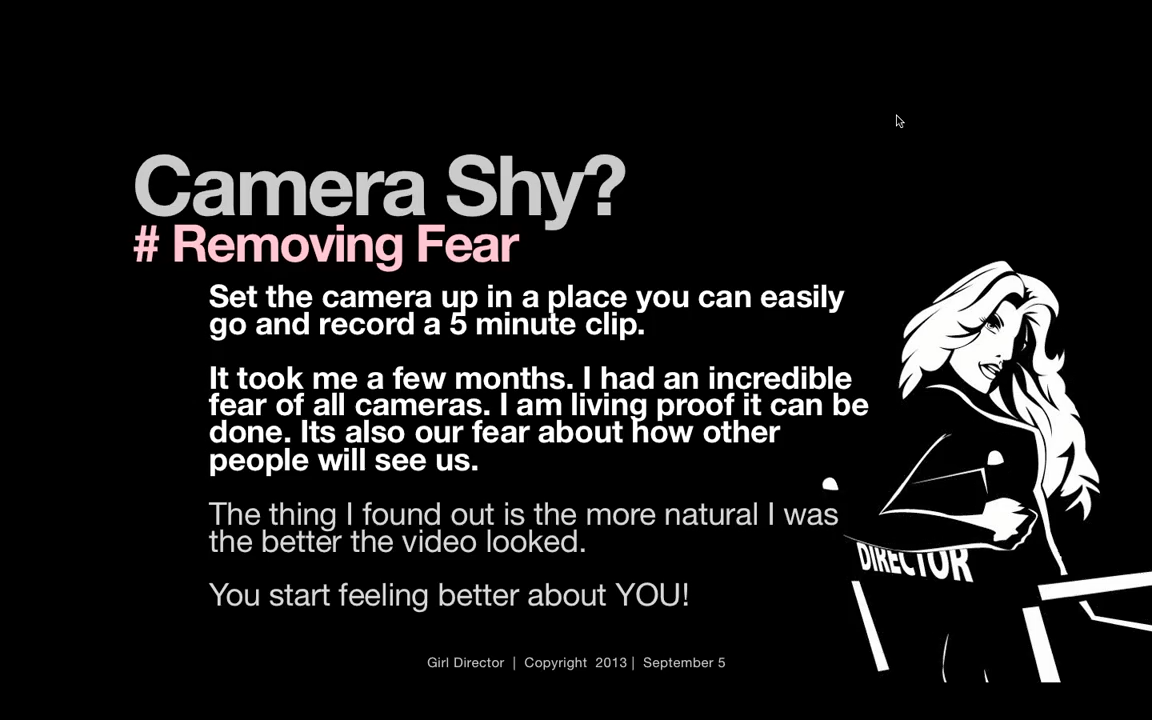 Camera Shy?
# Removing Fear
Set the camera up in a place you can easily
go and record a 5 minute clip.
It took me a few months. I had an incredible
fear of all cameras. I am living proof it can be
done. Its also our fear about how other
people will see us.
The thing I found out is the more natural I was
the better the video looked.
You start feeling better about YOU!
DIRECTOR
Girl Director | Copyright 2013 | September 5